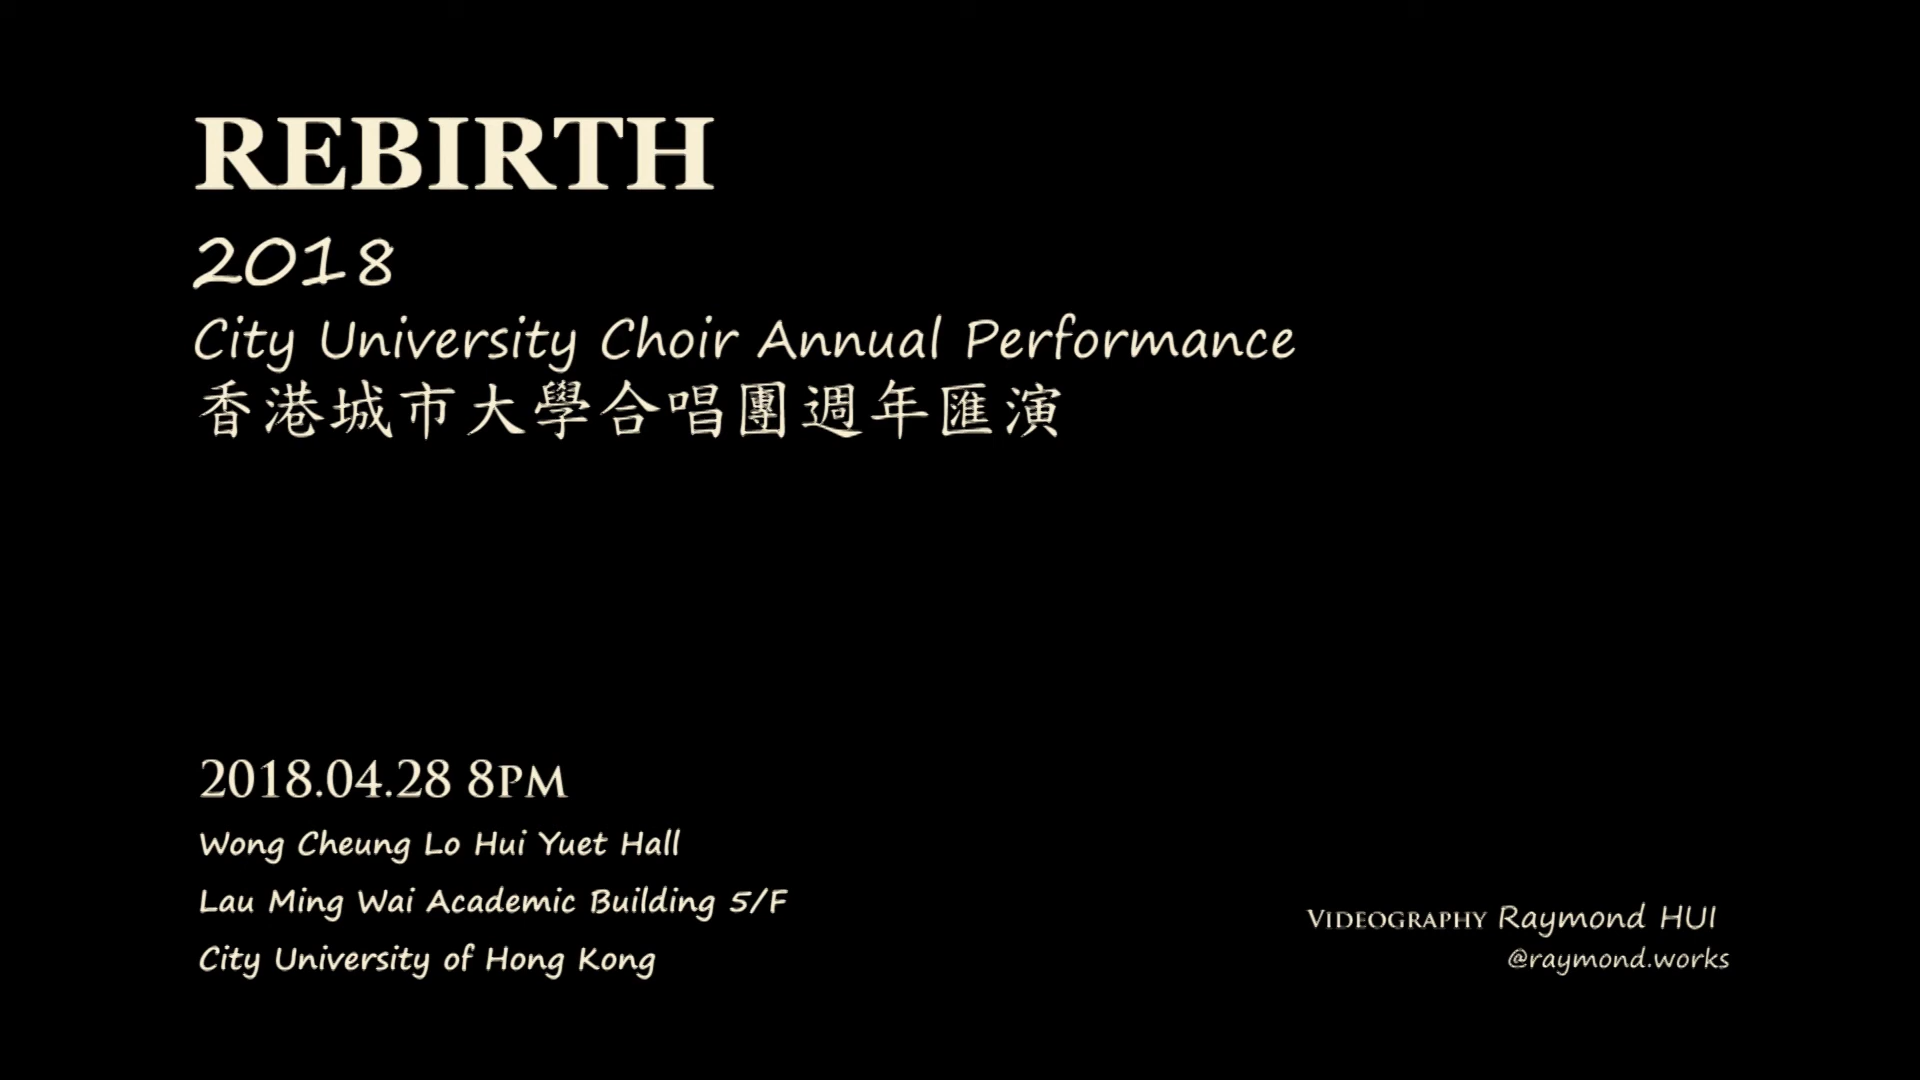 REBIRTH
2018
City University Choir Annual Performance
香港城市大學合唱團週年匯演
2018.04.28 8PM
Wong Cheung Lo Hui Yuet Hall
Lau Ming Wai Academic Building 5/F
City University of Hong Kong
VIDEOGRAPHY Raymond HUI
@raymond.works